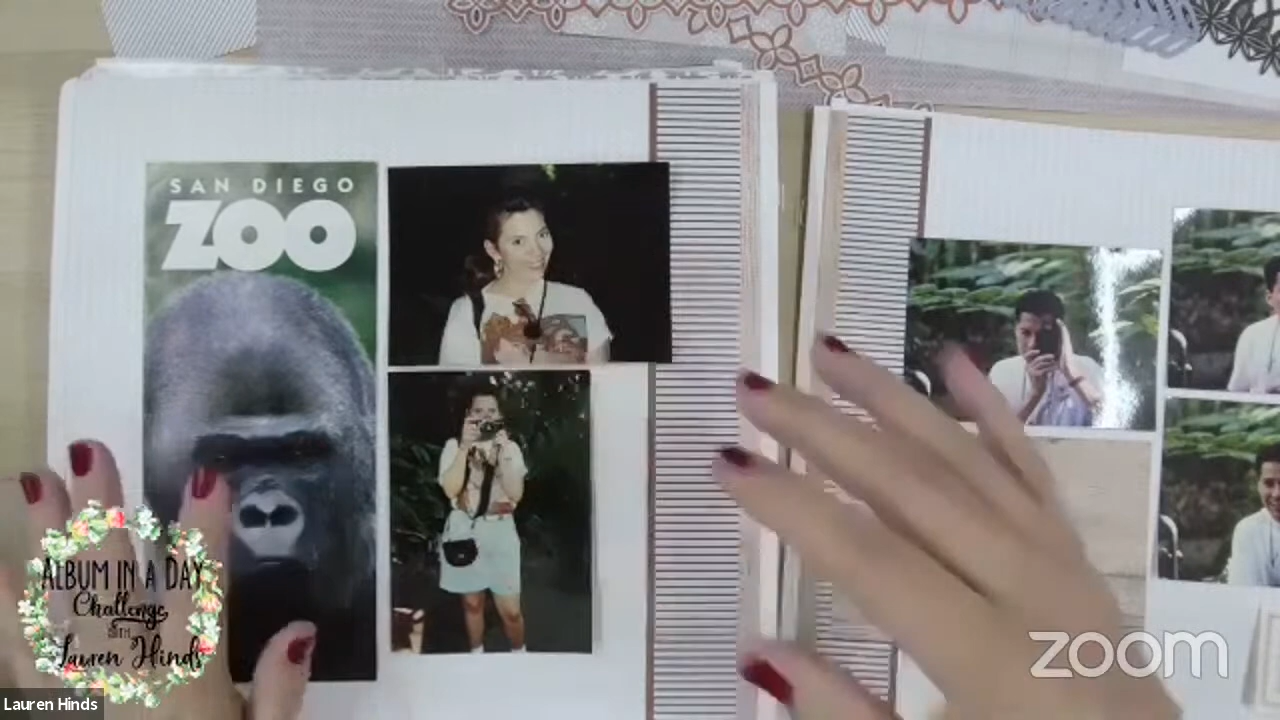 SAN DIEGO
ZOO
ALBUM IN A DAY
Challenge
WITH
Lauren Hinds
Lauren Hinds
zoom